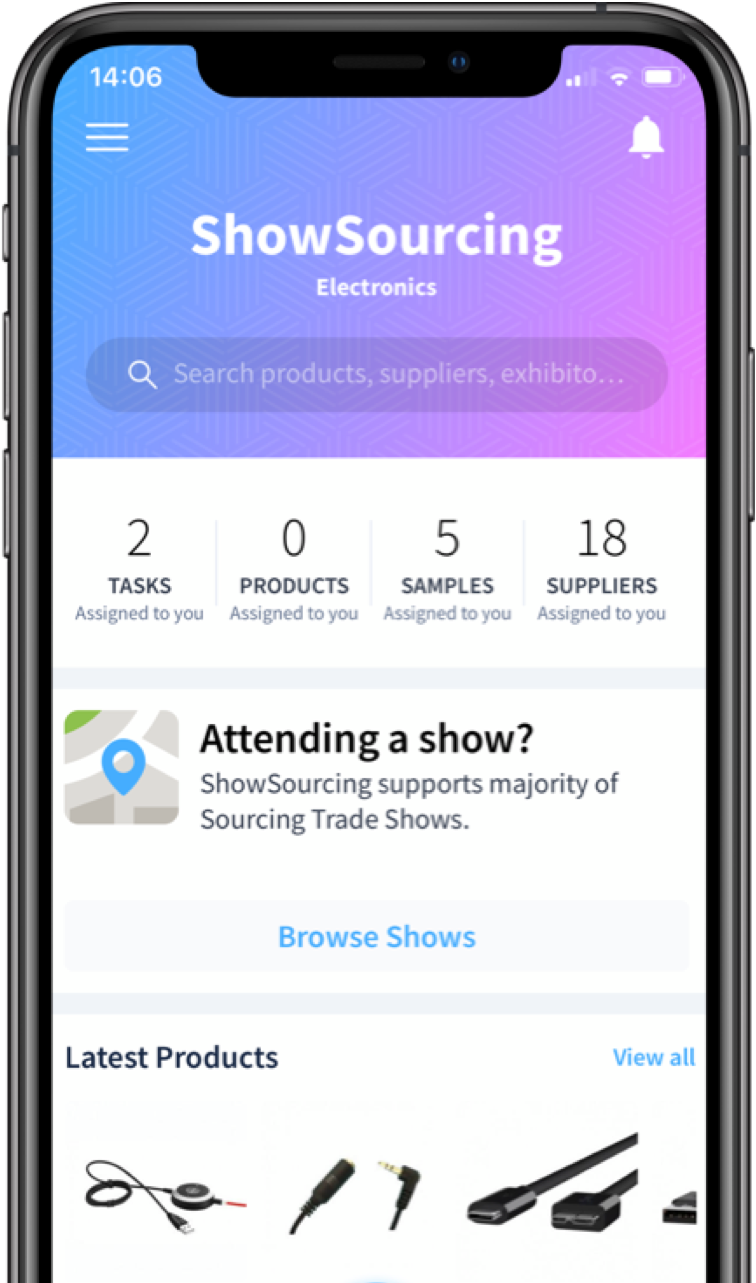 14:06
ShowSourcing
Electronics
Search products, suppliers, exhibito...
2 0 5 18
TASKS PRODUCTS SAMPLES SUPPLIERS
Assigned to you Assigned to you Assigned to you Assigned to you
Attending a show?
ShowSourcing supports majority of
Sourcing Trade Shows.
Browse Shows
Latest Products View all